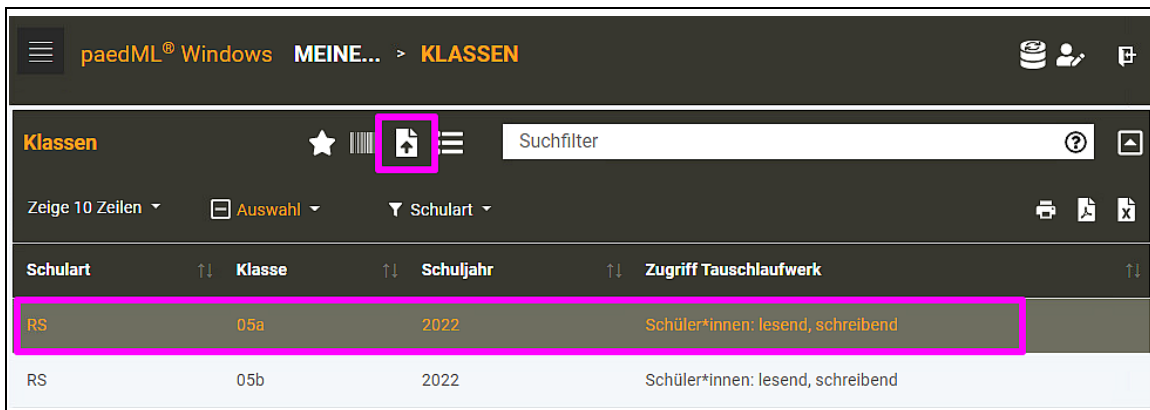 paedML® Windows MEINE... > KLASSEN
Klassen Suchfilter
Zeige 10 Zeilen Auswahl Schulart
Schulart Klasse Schuljahr Zugriff Tauschlaufwerk
RS 05a 2022 Schüler*innen: lesend, schreibend
RS 05b 2022 Schüler*innen: lesend, schreibend